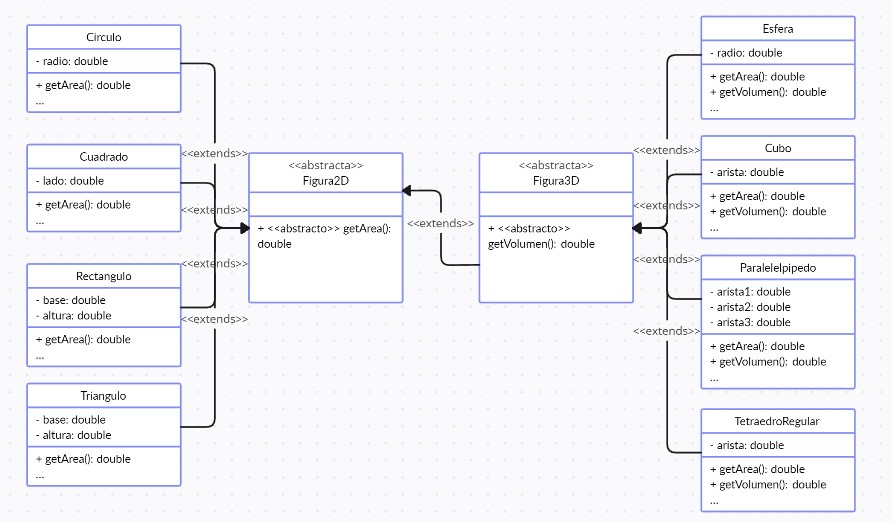 Circulo
- radio: double
+ getArea(): double
...
Cuadrado
- lado: double
+ getArea(): double
...
Rectangulo
- base: double
- altura: double
+ getArea(): double
...
Triangulo
- base: double
- altura: double
+ getArea(): double
...
<<extends>>
<<extends>>
<<extends>>
<<extends>>
<<abstracta>>
Figura2D
+ <<abstracto>> getArea():
double
<<extends>>
<<abstracta>>
Figura3D
+ <<abstracto>>
getVolumen(): double
<<extends>>
<<extends>>
<<extends>>
<<extends>>
Esfera
- radio: double
+ getArea(): double
+ getVolumen(): double
...
Cubo
- arista: double
+ getArea(): double
+ getVolumen(): double
...
Paralelelpipedo
- arista1: double
- arista2: double
- arista3: double
+ getArea(): double
+ getVolumen(): double
...
TetraedroRegular
- arista: double
+ getArea(): double
+ getVolumen(): double
...